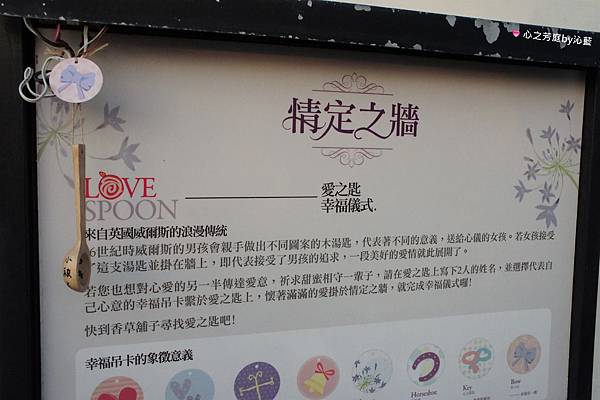 心之芳庭by沁藍
情定之牆
LOVE SPOON
愛之匙
幸福儀式.
來自英國威爾斯的浪漫傳統
6世紀時威爾斯的男孩會親手做出不同圖案的木湯匙，代表著不同的意義，送給心儀的女孩。若女孩接受
了這支湯匙並掛在牆上，即代表接受了男孩的追求，一段美好的愛情就此展開了。
若您也想對心愛的另一半傳達愛意，祈求甜蜜相守一輩子，請在愛之匙上寫下2人的姓名，並選擇代表自
己心意的幸福吊卡繫於愛之匙上，懷著滿滿的愛掛於情定之牆，就完成幸福儀式囉!
快到香草舖子尋找愛之匙吧!
幸福吊卡的象徵意義
Horseshoe
Key
Bow